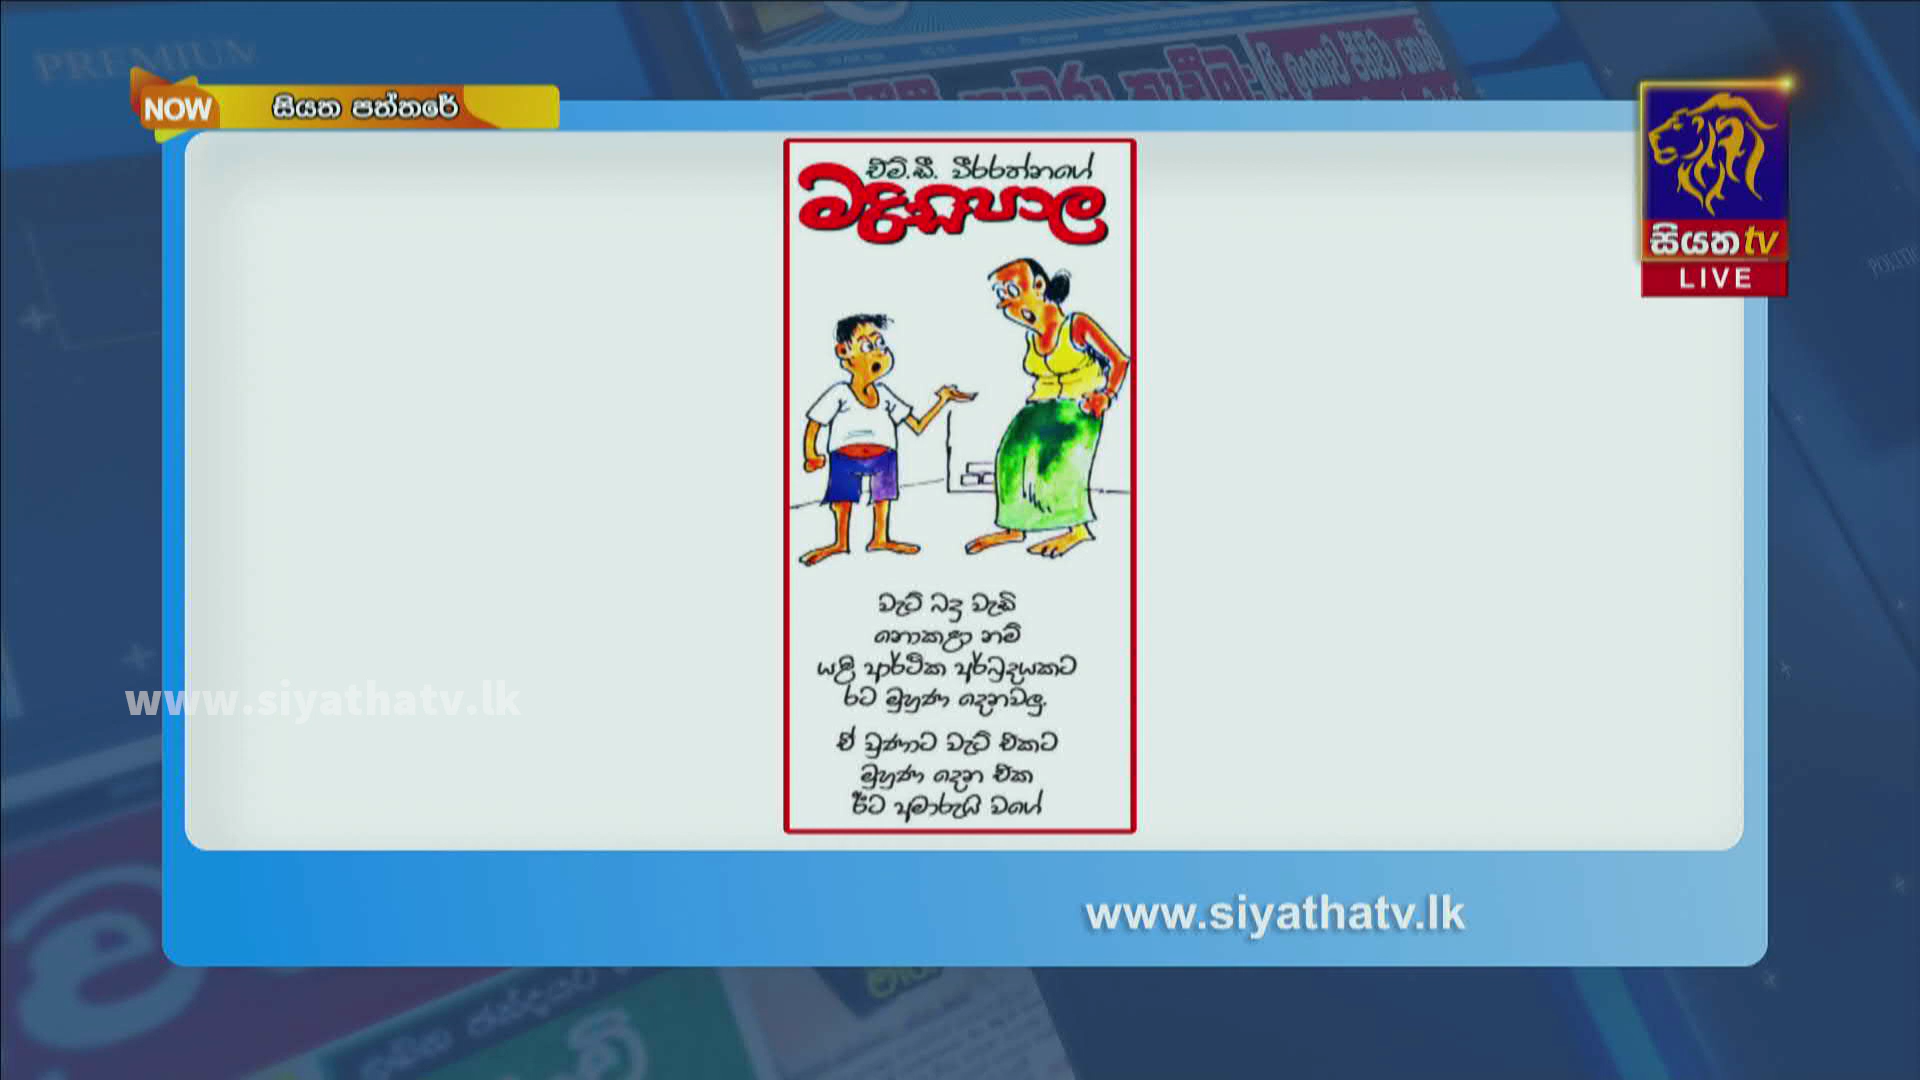 PREMIUM
NOW
සියත පත්තරේ
සියත tv
LIVE
එම්.ඩී. වීරරත්නගේ
වැට් බදු වැඩි
නොකළා නම්
යළි ආර්ථික අර්බුදයකට
රට මුහුණ දෙනවලු.
ඒ වුණාට වැට් එකට
මුහුණ දෙන එක
ඊට අමාරුයි වගේ
www.siyathatv.lk
www.siyathatv.lk